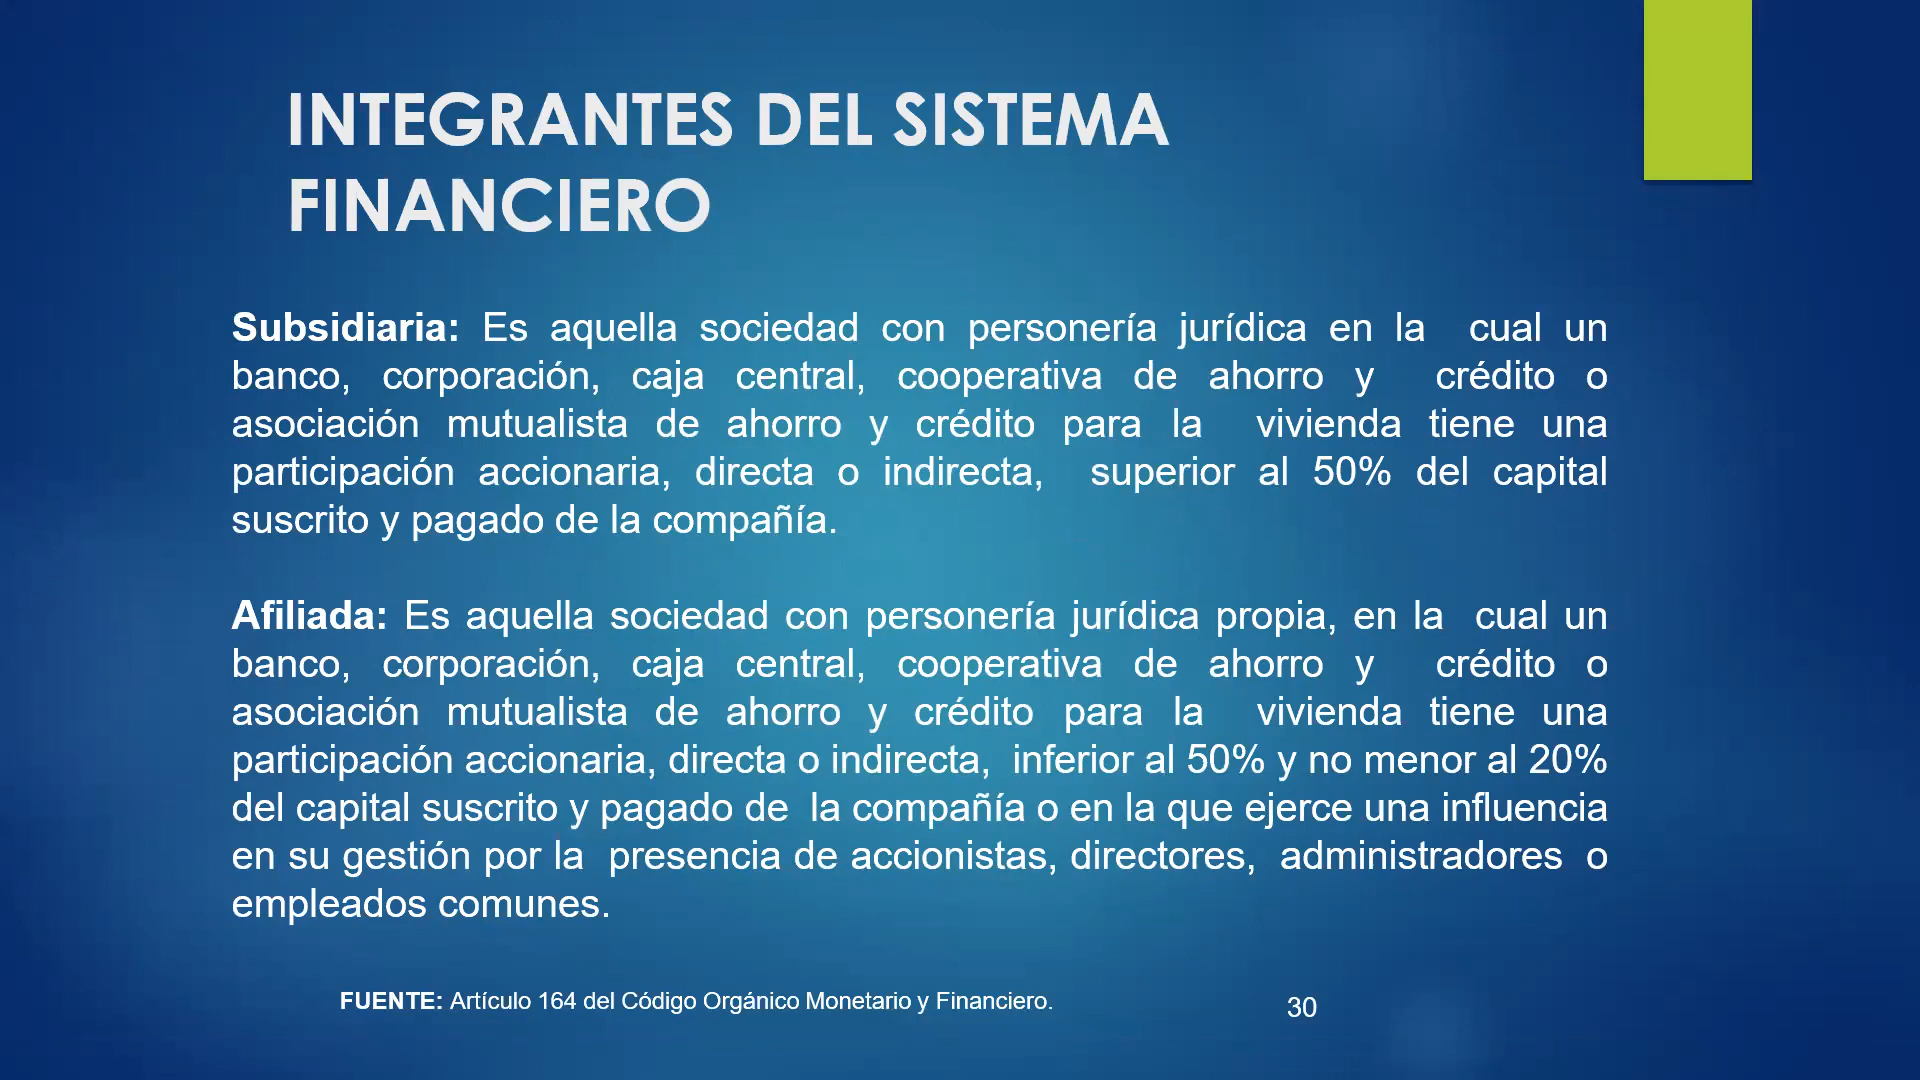 INTEGRANTES DEL SISTEMA
FINANCIERO
Subsidiaria: Es aquella sociedad con personería jurídica en la cual un
banco, corporación, caja central, cooperativa de ahorro y crédito o
asociación mutualista de ahorro y crédito para la vivienda tiene una
participación accionaria, directa o indirecta, superior al 50% del capital
suscrito y pagado de la compañía.
Afiliada: Es aquella sociedad con personería jurídica propia, en la cual un
banco, corporación, caja central, cooperativa de ahorro y crédito o
asociación mutualista de ahorro y crédito para la vivienda tiene una
participación accionaria, directa o indirecta, inferior al 50% y no menor al 20%
del capital suscrito y pagado de la compañía o en la que ejerce una influencia
en su gestión por la presencia de accionistas, directores, administradores o
empleados comunes.
FUENTE: Artículo 164 del Código Orgánico Monetario y Financiero.
30